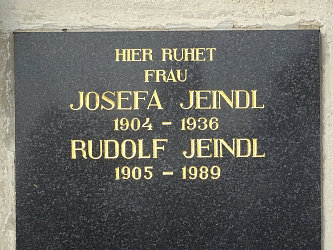 HIER RUHET
FRAU
JOSEFA JEINDL
1904 – 1936
RUDOLF JEINDL
1905 – 1989